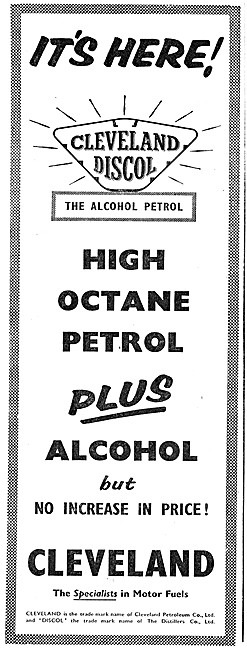 IT'S HERE!
CLEVELAND
DISCOL
THE ALCOHOL PETROL
HIGH
OCTANE
PETROL
PLUS
ALCOHOL
but
NO INCREASE IN PRICE!
CLEVELAND
The Specialists in Motor Fuels
CLEVELAND is the trade mark name of Cleveland Petroleum Co., Ltd.
and "DISCOL" the trade mark name of The Distillers Co., Ltd.